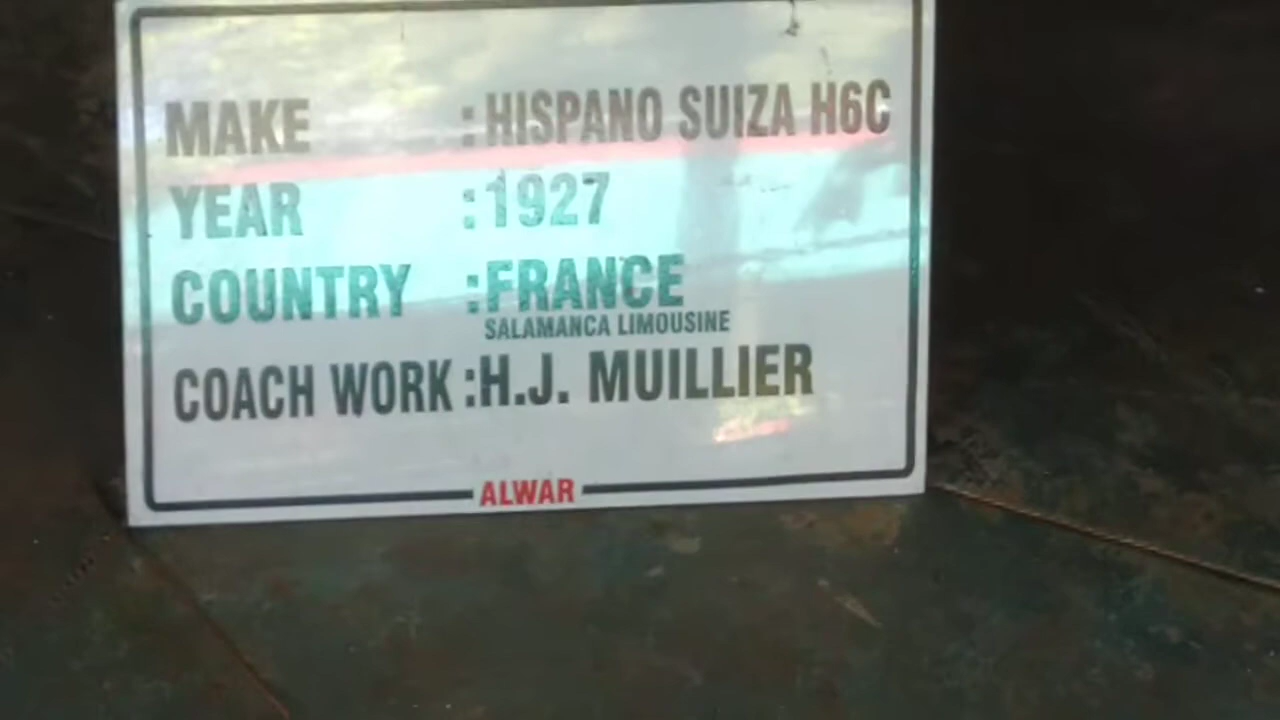 MAKE : HISPANO SUIZA H6C
YEAR : 1927
COUNTRY : FRANCE
SALAMANCA LIMOUSINE
COACH WORK : H.J. MUILLIER
ALWAR